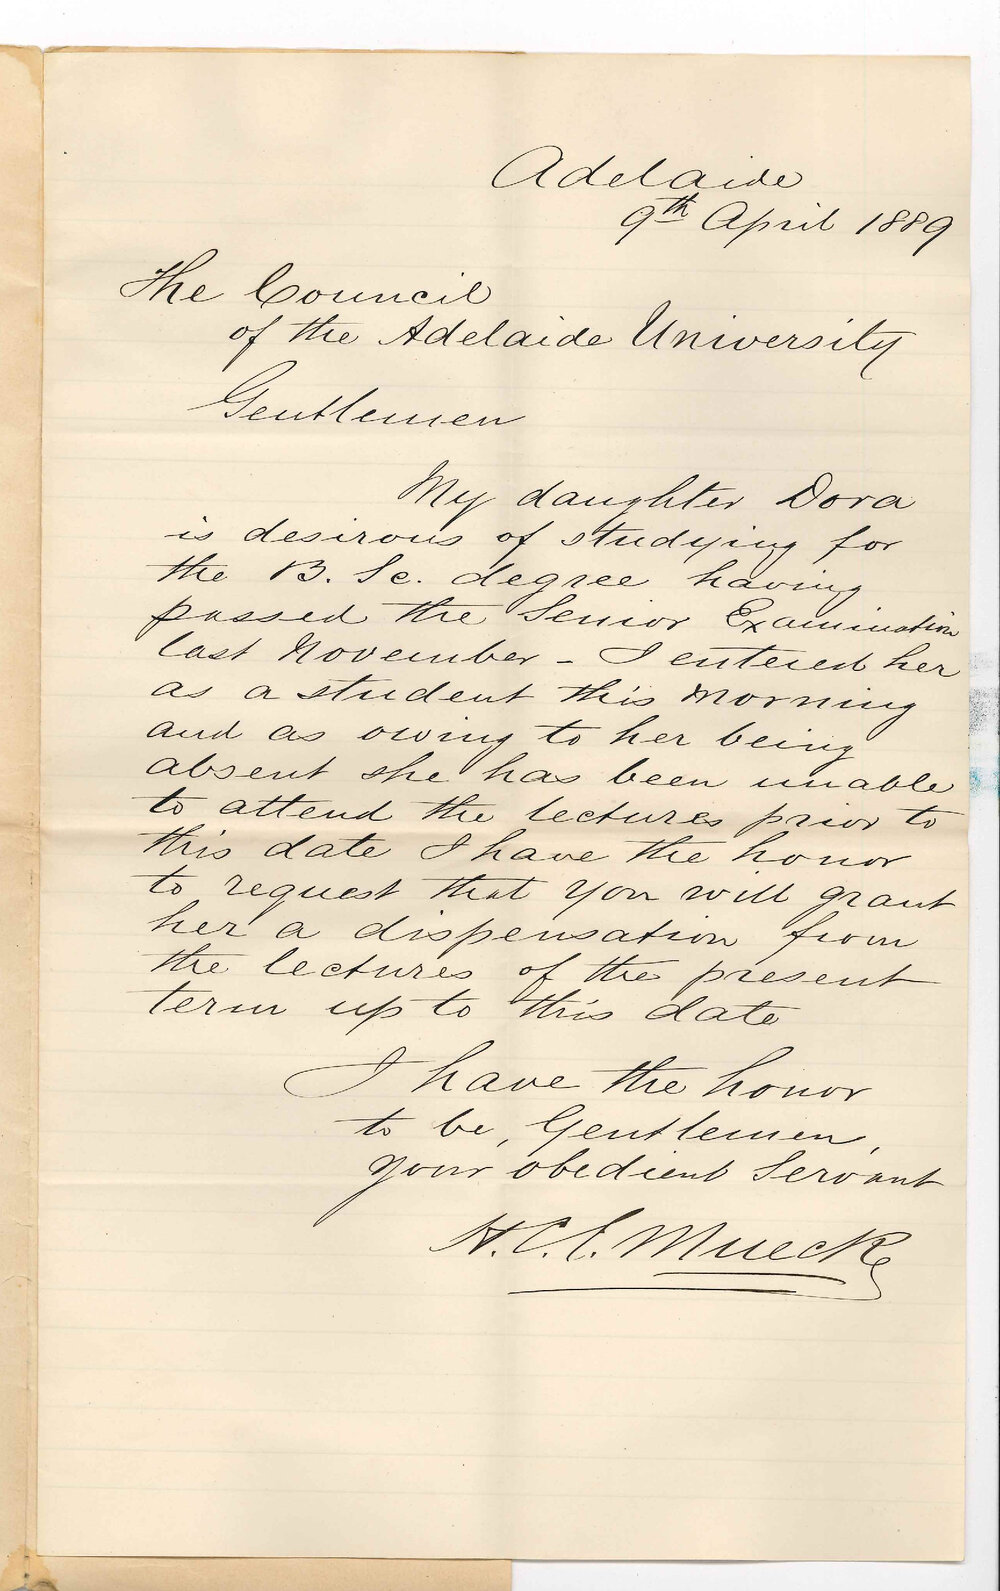 Adelaide
9th April 1889
The Council
of the Adelaide University
Gentlemen
My daughter Dora
is desirous of studying for
the B. Sc. degree having
passed the Senior Examination
last November - I entered her
as a student this morning
and as owing to her being
absent she has been unable
to attend the lectures prior to
this date I have the honor
to request that you will grant
her a dispensation from
the lectures of the present
term up to this date
I have the honor
to be, Gentlemen,
your obedient Servant
H. C. E. Muecke